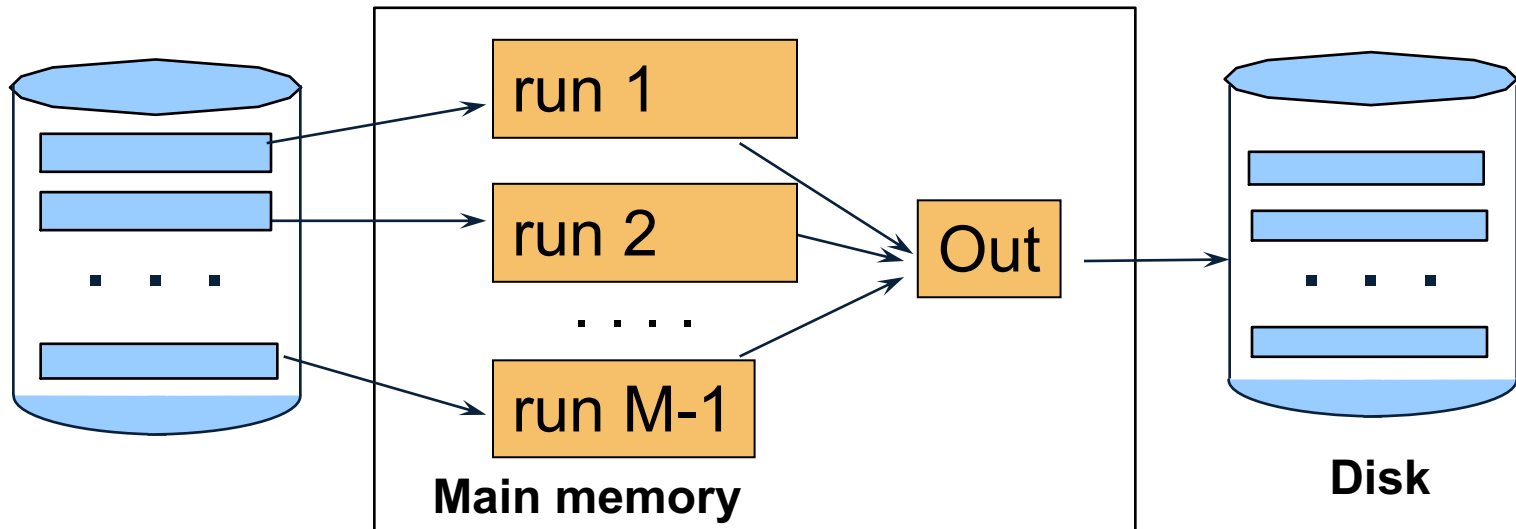 run 1
run 2
. . .
Out
. . .
. . . .
run M-1
Main memory
Disk